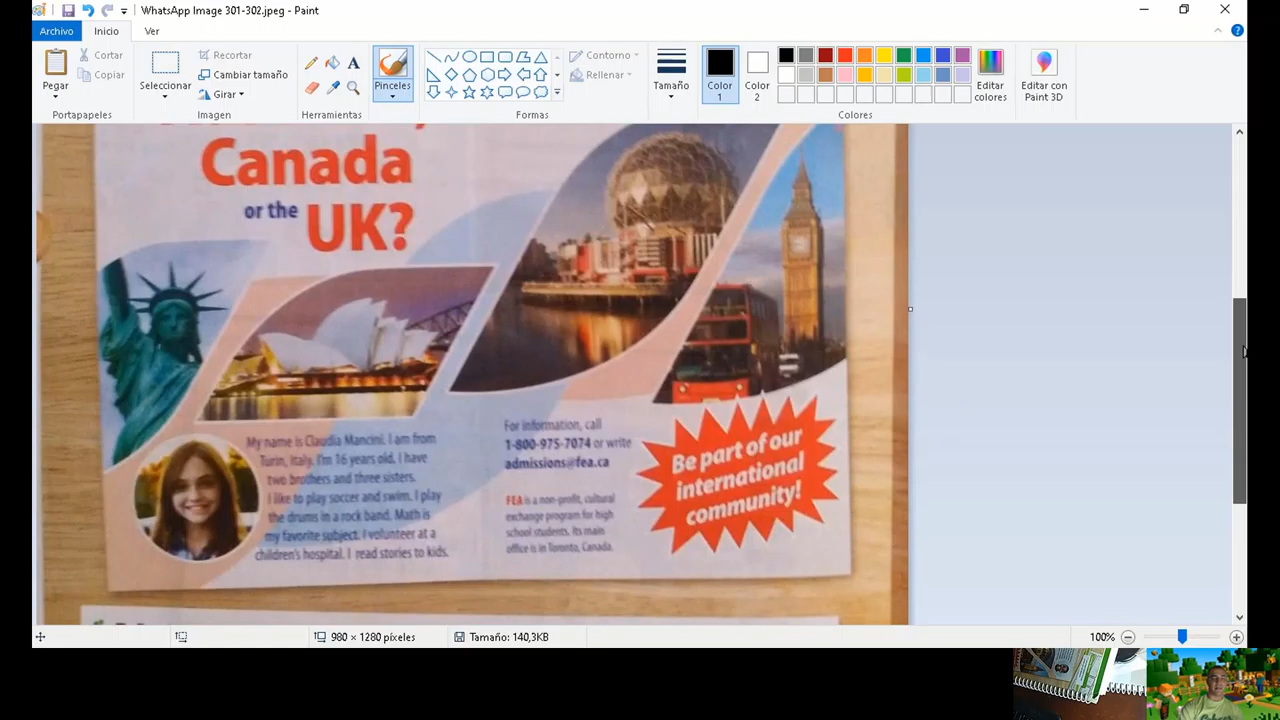 WhatsApp Image 301-302.jpeg - Paint
Archivo Inicio Ver
Pegar
Cortar
Copiar
Portapapeles
Seleccionar
Recortar
Cambiar tamaño
Girar
Imagen
Herramientas
Pinceles
Contorno
Rellenar
Formas
Tamaño
Color 1
Color 2
Editar colores
Colores
Editar con Paint 3D
Canada
or the UK?
My name is Claudia Mancini. I am from
Turin, Italy. I'm 16 years old. I have
two brothers and three sisters.
I like to play soccer and swim. I play
the drums in a rock band. Math is
my favorite subject. I volunteer at a
children's hospital. I read stories to kids.
For information, call
1-800-975-7074 or write
admissions@fea.ca
FEA is a non-profit, cultural
exchange program for high
school students. Its main
office is in Toronto, Canada.
Be part of our
international
community!
980 × 1280 píxeles
Tamaño: 140,3KB
100%